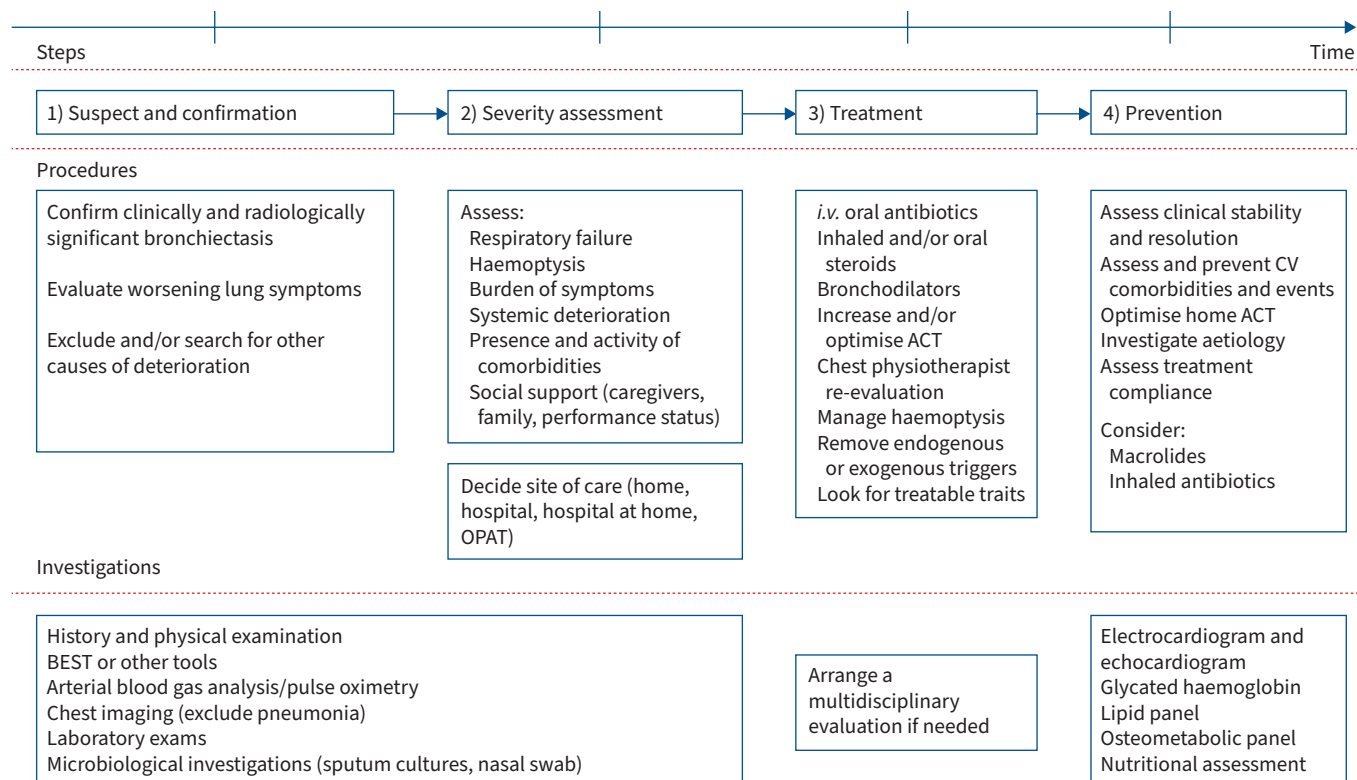 Steps
Time
1) Suspect and confirmation
2) Severity assessment
3) Treatment
4) Prevention
Procedures
Confirm clinically and radiologically
significant bronchiectasis
Evaluate worsening lung symptoms
Exclude and/or search for other
causes of deterioration
Assess:
Respiratory failure
Haemoptysis
Burden of symptoms
Systemic deterioration
Presence and activity of
comorbidities
Social support (caregivers,
family, performance status)
Decide site of care (home,
hospital, hospital at home,
OPAT)
i.v. oral antibiotics
Inhaled and/or oral
steroids
Bronchodilators
Increase and/or
optimise ACT
Chest physiotherapist
re-evaluation
Manage haemoptysis
Remove endogenous
or exogenous triggers
Look for treatable traits
Assess clinical stability
and resolution
Assess and prevent CV
comorbidities and events
Optimise home ACT
Investigate aetiology
Assess treatment
compliance
Consider:
Macrolides
Inhaled antibiotics
Investigations
History and physical examination
BEST or other tools
Arterial blood gas analysis/pulse oximetry
Chest imaging (exclude pneumonia)
Laboratory exams
Microbiological investigations (sputum cultures, nasal swab)
Arrange a
multidisciplinary
evaluation if needed
Electrocardiogram and
echocardiogram
Glycated haemoglobin
Lipid panel
Osteometabolic panel
Nutritional assessment